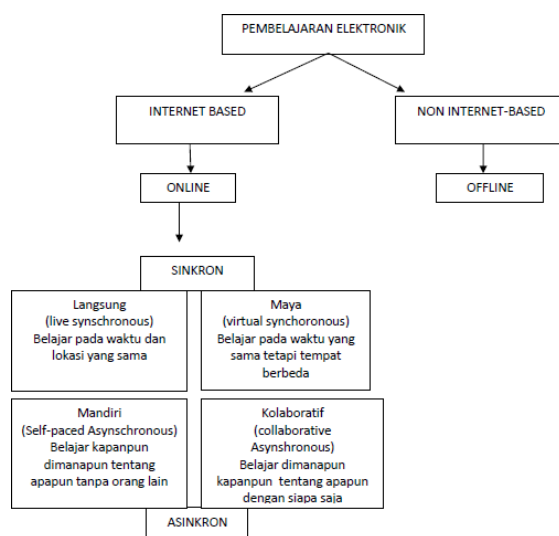 PEMBELAJARAN ELEKTRONIK
INTERNET BASED
NON INTERNET-BASED
ONLINE
OFFLINE
SINKRON
Langsung
(live synschronous)
Belajar pada waktu dan
lokasi yang sama
Maya
(virtual synchoronous)
Belajar pada waktu yang
sama tetapi tempat
berbeda
Mandiri
(Self-paced Asynschronous)
Belajar kapanpun
dimanapun tentang
apapun tanpa orang lain
Kolaboratif
(collaborative
Asynshronous)
Belajar dimanapun
kapanpun tentang apapun
dengan siapa saja
ASINKRON